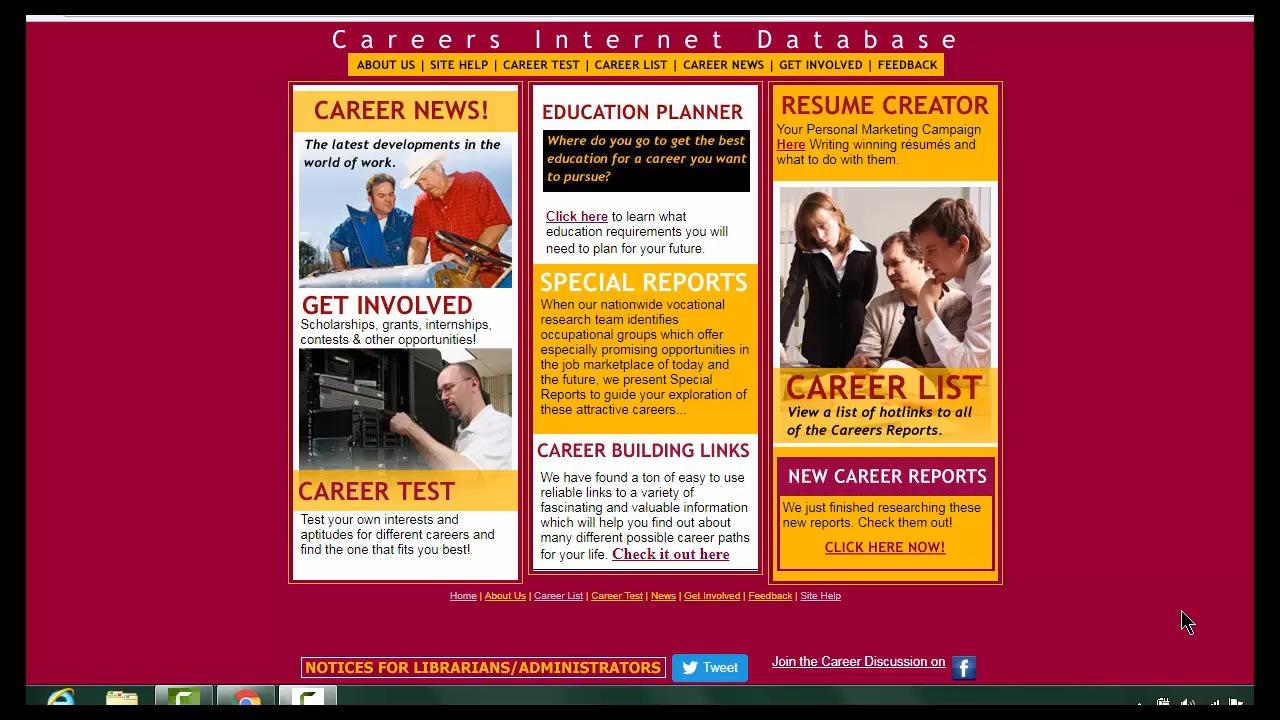 Careers Internet Database
ABOUT US | SITE HELP | CAREER TEST | CAREER LIST | CAREER NEWS | GET INVOLVED | FEEDBACK
CAREER NEWS!
The latest developments in the
world of work.
GET INVOLVED
Scholarships, grants, internships,
contests & other opportunities!
CAREER TEST
Test your own interests and
aptitudes for different careers and
find the one that fits you best!
EDUCATION PLANNER
Where do you go to get the best
education for a career you want
to pursue?
Click here to learn what
education requirements you will
need to plan for your future.
SPECIAL REPORTS
When our nationwide vocational
research team identifies
occupational groups which offer
especially promising opportunities in
the job marketplace of today and
the future, we present Special
Reports to guide your exploration of
these attractive careers...
CAREER BUILDING LINKS
We have found a ton of easy to use
reliable links to a variety of
fascinating and valuable information
which will help you find out about
many different possible career paths
for your life. Check it out here
RESUME CREATOR
Your Personal Marketing Campaign
Here Writing winning résumés and
what to do with them.
CAREER LIST
View a list of hotlinks to all
of the Careers Reports.
NEW CAREER REPORTS
We just finished researching these
new reports. Check them out!
CLICK HERE NOW!
Home | About Us | Career List | Career Test | News | Get Involved | Feedback | Site Help
NOTICES FOR LIBRARIANS/ADMINISTRATORS
Tweet
Join the Career Discussion on